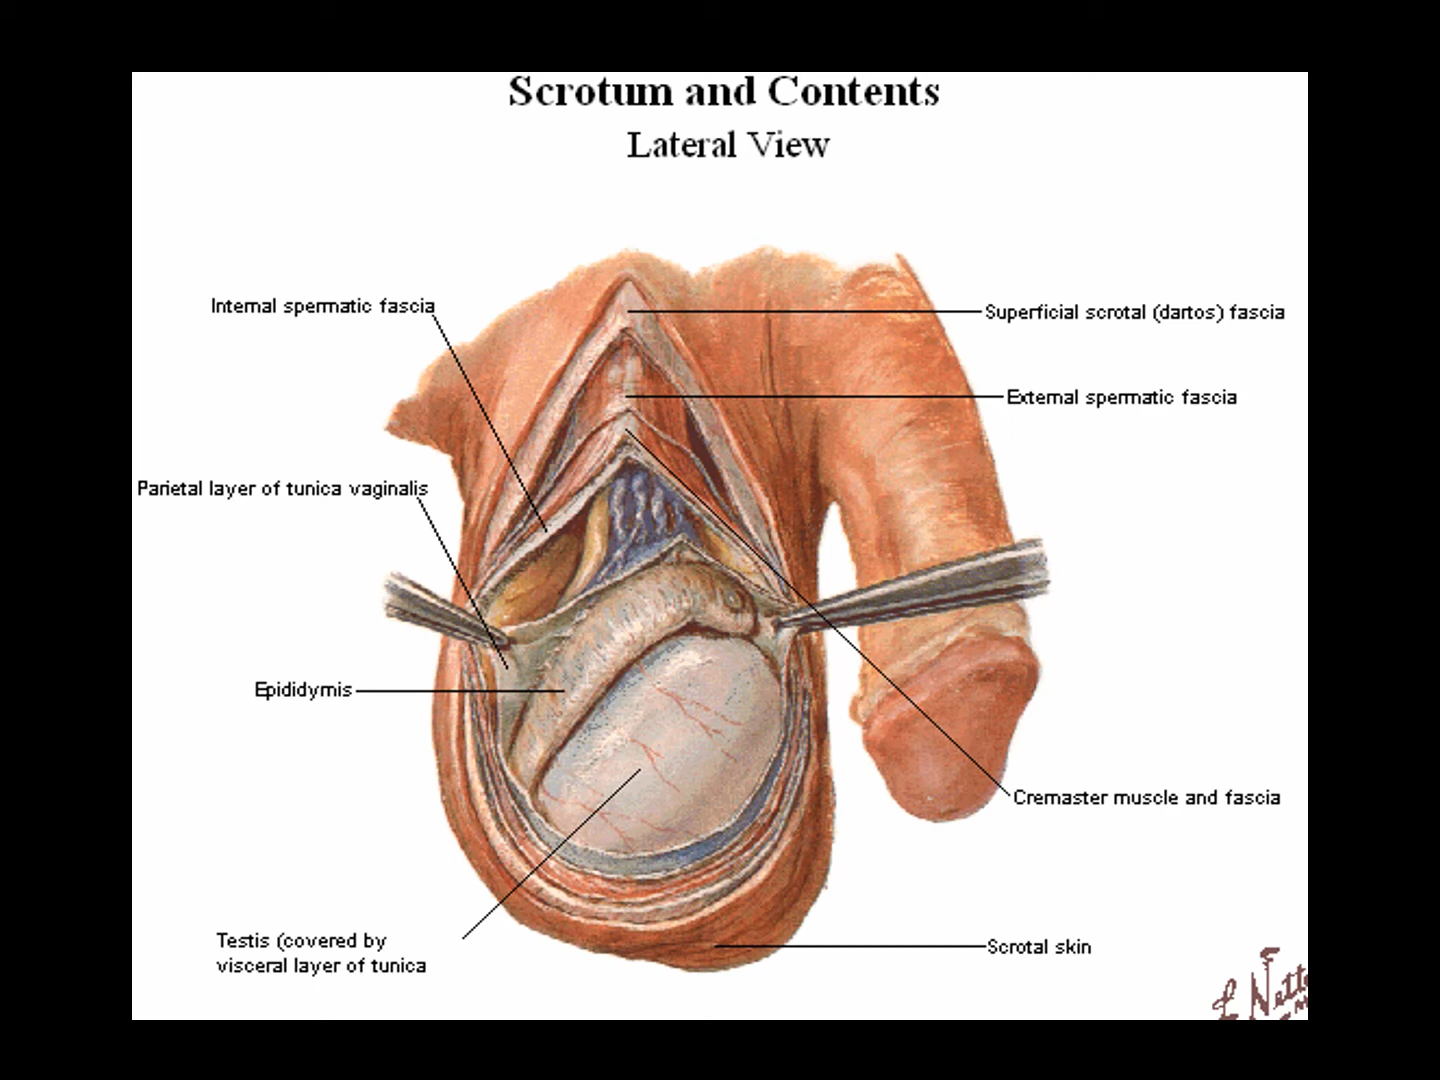 Scrotum and Contents
Lateral View
Internal spermatic fascia
Superficial scrotal (dartos) fascia
External spermatic fascia
Parietal layer of tunica vaginalis
Epididymis
Cremaster muscle and fascia
Testis (covered by
visceral layer of tunica
Scrotal skin